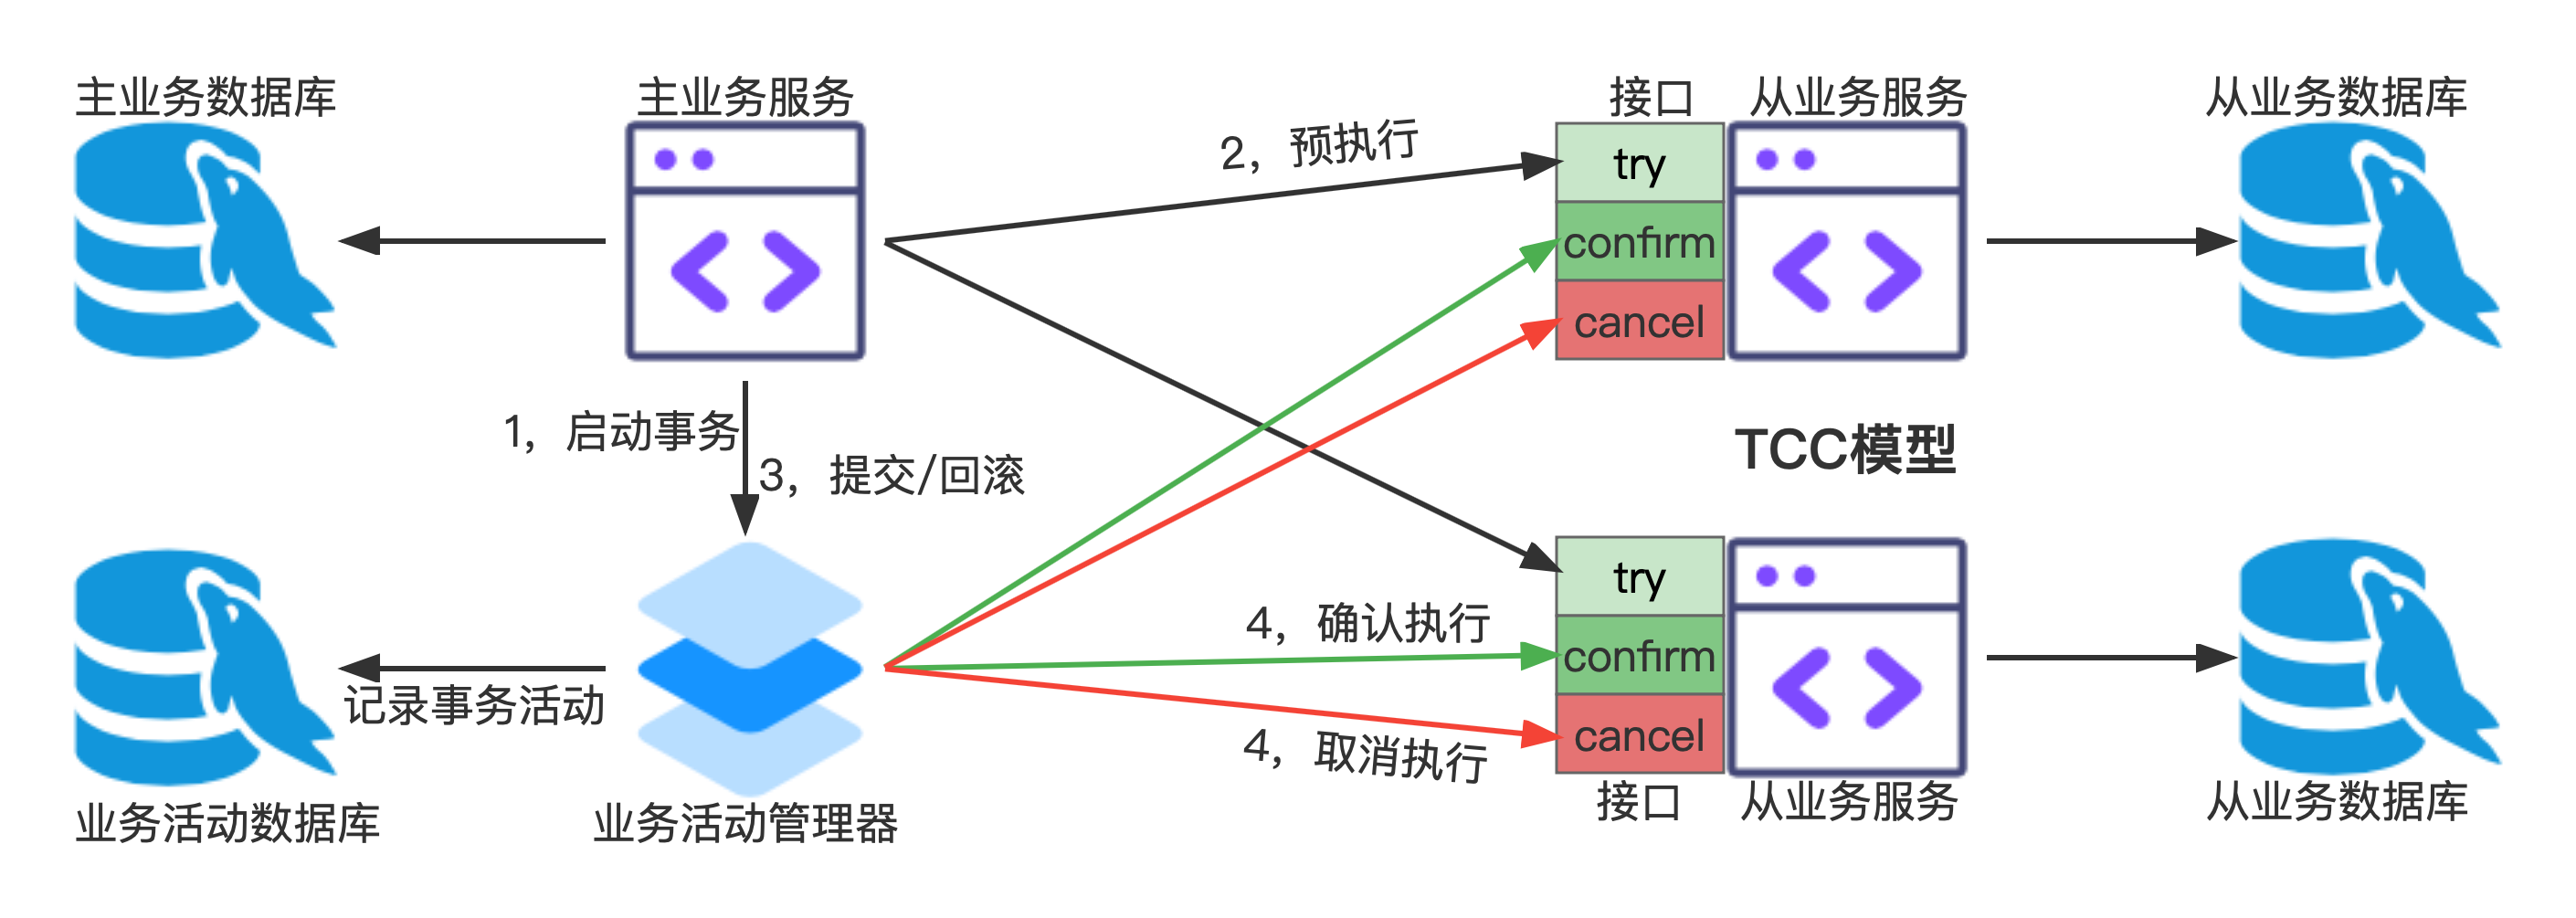 主业务数据库
主业务服务
接口
从业务服务
从业务数据库
2，预执行
try
confirm
cancel
1，启动事务
3，提交/回滚
TCC模型
try
confirm
cancel
4，确认执行
4，取消执行
记录事务活动
业务活动数据库
业务活动管理器
接口
从业务服务
从业务数据库